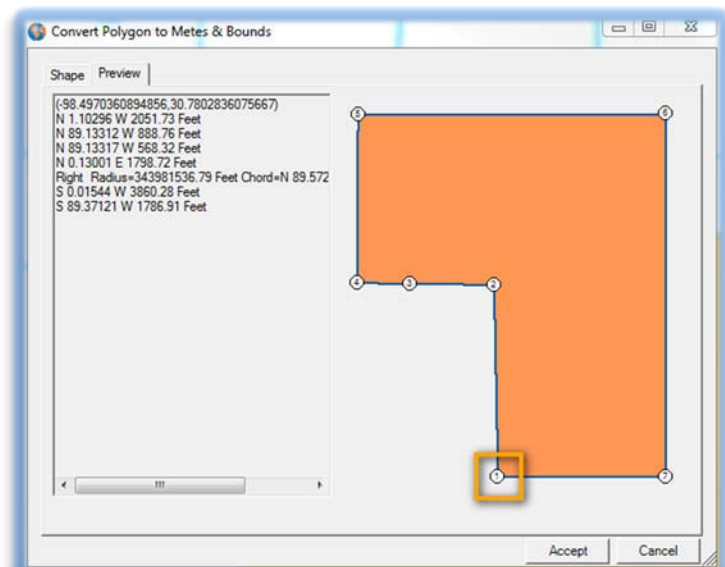 Convert Polygon to Metes & Bounds
Shape Preview
(-98.4970360894856,30.7802836075667)
N 1.10296 W 2051.73 Feet
N 89.13312 W 888.76 Feet
N 89.13317 W 568.32 Feet
N 0.13001 E 1798.72 Feet
Right Radius=343981536.79 Feet Chord=N 89.572
S 0.01544 W 3860.28 Feet
S 89.37121 W 1786.91 Feet
5 6
4 3 2
1 7
Accept Cancel